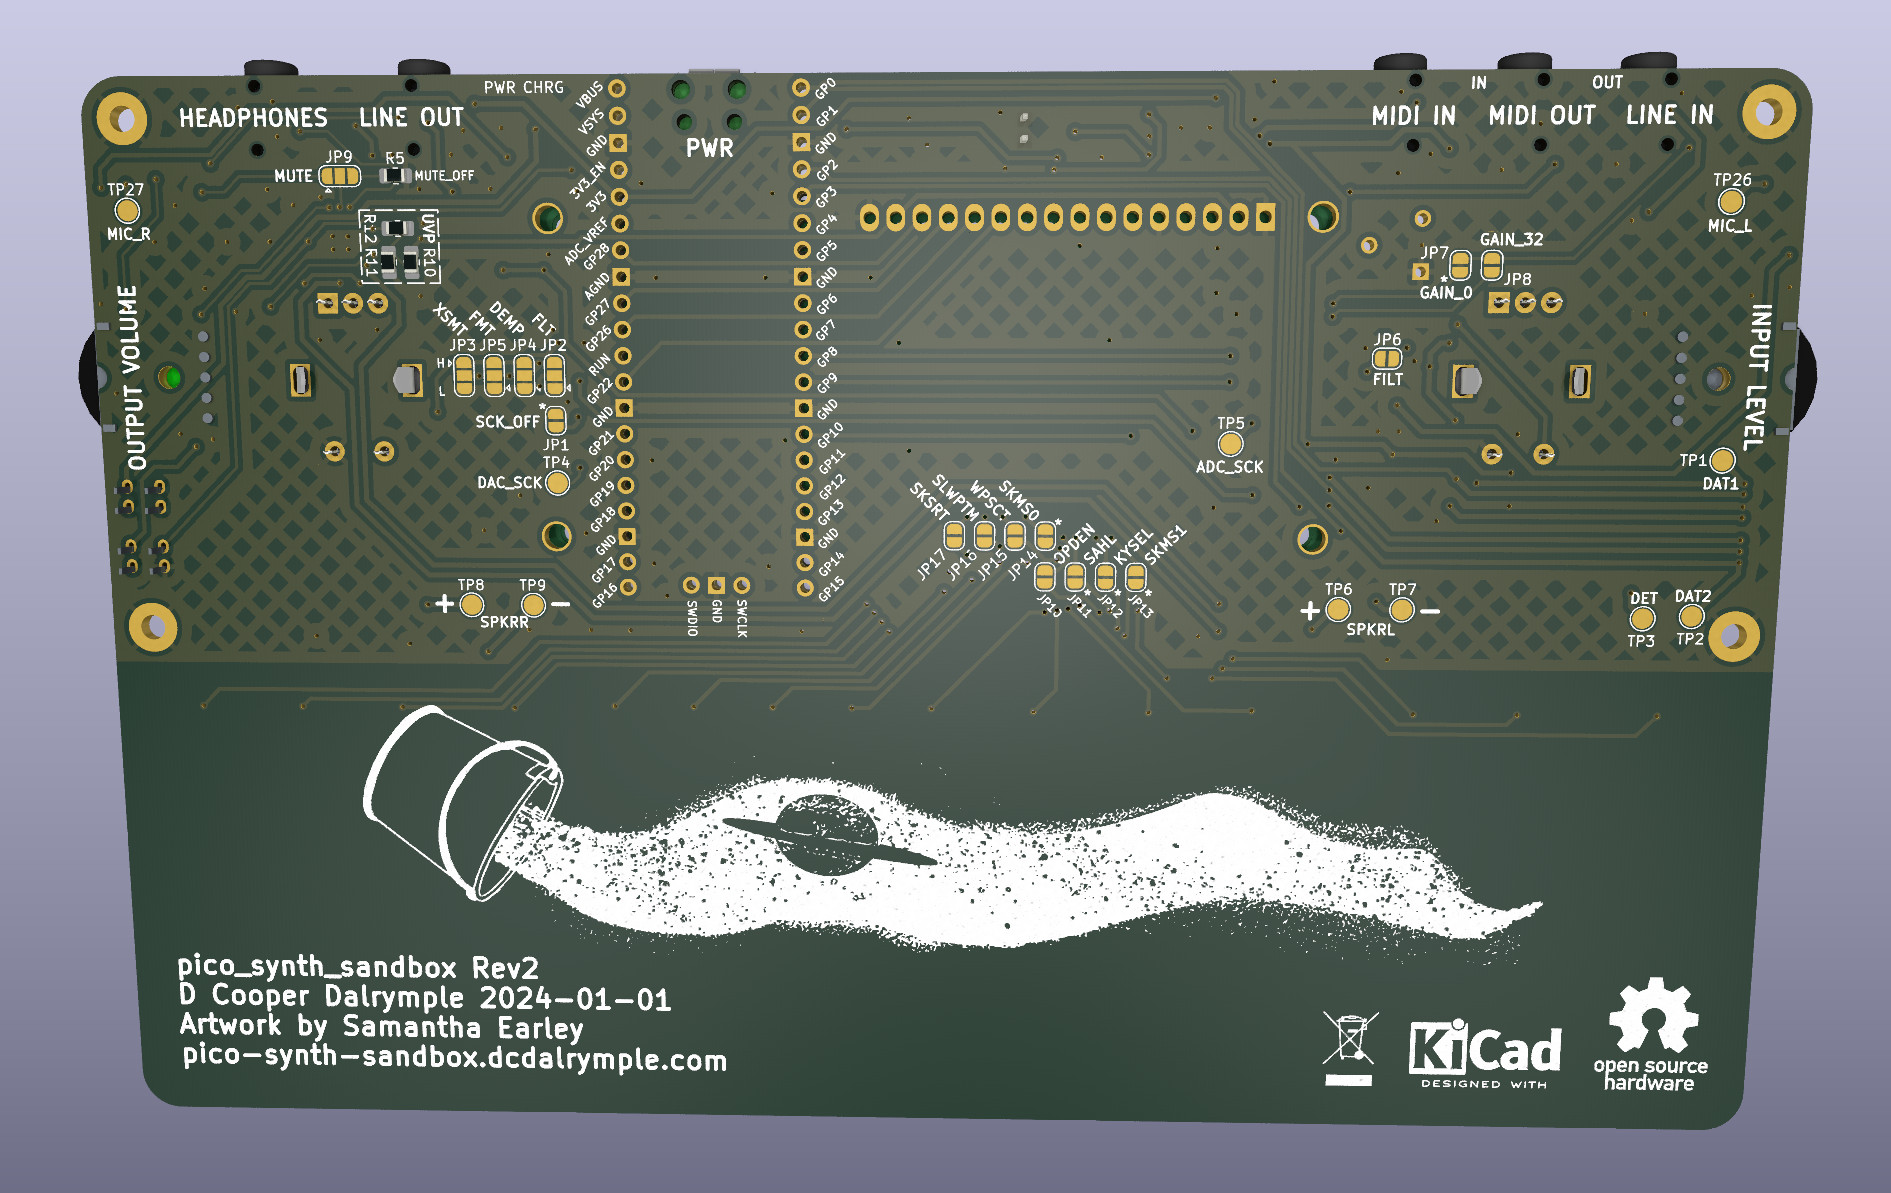 PWR CHRG
IN
OUT
HEADPHONES
LINE OUT
PWR
MIDI IN
MIDI OUT
LINE IN
JP9
MUTE
R5
MUTE_OFF
TP27
MIC_R
R12
R11
UVP R10
TP26
MIC_L
JP7
GAIN_32
* GAIN_0
JP8
VBUS
VSYS
GND
3V3_EN
3V3
ADC_VREF
GP28
AGND
GP27
GP26
RUN
GP22
GND
GP21
GP20
GP19
GP18
GND
GP17
GP16
GP0
GP1
GND
GP2
GP3
GP4
GP5
GND
GP6
GP7
GP8
GP9
GND
GP10
GP11
GP12
GP13
GND
GP14
GP15
OUTPUT VOLUME
INPUT LEVEL
XSMT
FMT
DEMP
FLT
JP3
JP5
JP4
JP2
H
L
*
SCK_OFF
JP1
TP4
DAC_SCK
JP6
FILT
TP5
ADC_SCK
TP1
DAT1
SKSRT
SLWPTM
WPSCT
SKMS0
*
JP17
JP16
JP15
JP14
OPDEN
SAHL
KYSEL
SKMS1
JP10
JP11
*
JP12
*
JP13
*
TP8
TP9
+
−
SPKRR
SWDIO
GND
SWCLK
TP6
TP7
+
−
SPKRL
DET
TP3
DAT2
TP2
pico_synth_sandbox Rev2
D Cooper Dalrymple 2024-01-01
Artwork by Samantha Earley
pico-synth-sandbox.dcdalrymple.com
KiCad
DESIGNED WITH
open source
hardware